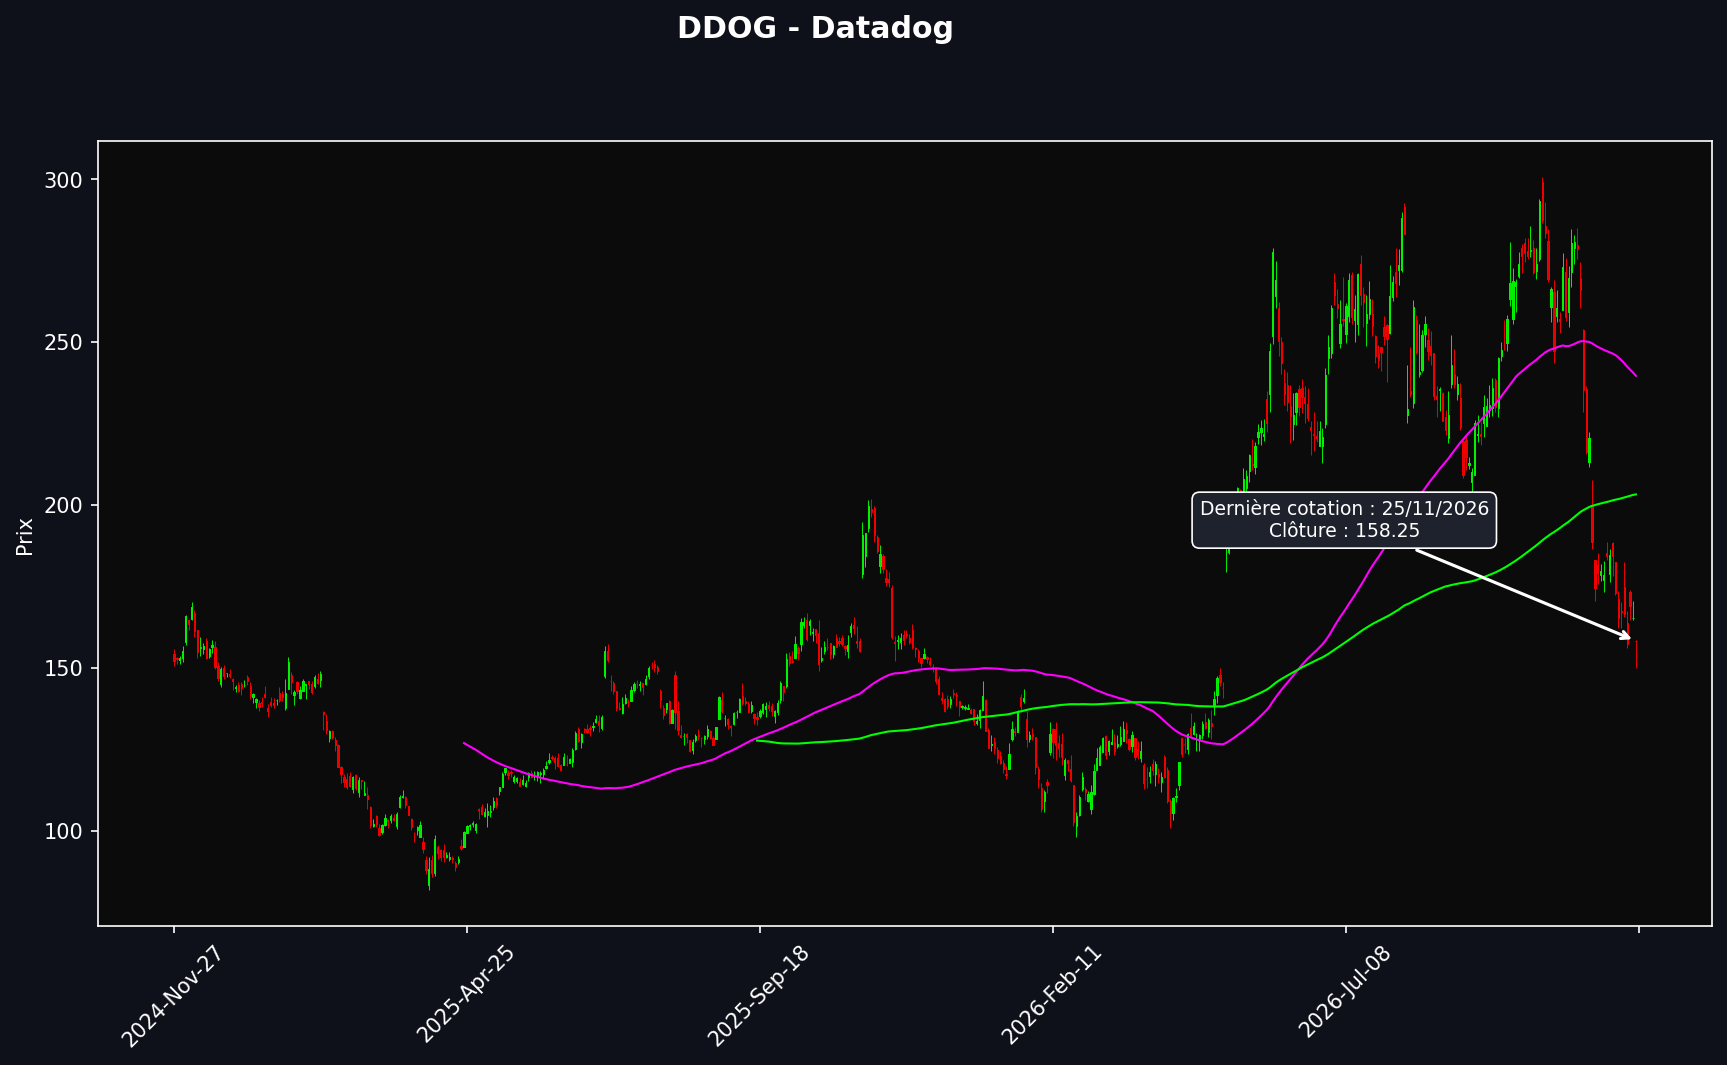 DDOG - Datadog
Prix
300
250
200
150
100
Dernière cotation : 25/11/2026
Clôture : 158.25
2024-Nov-27
2025-Apr-25
2025-Sep-18
2026-Feb-11
2026-Jul-08